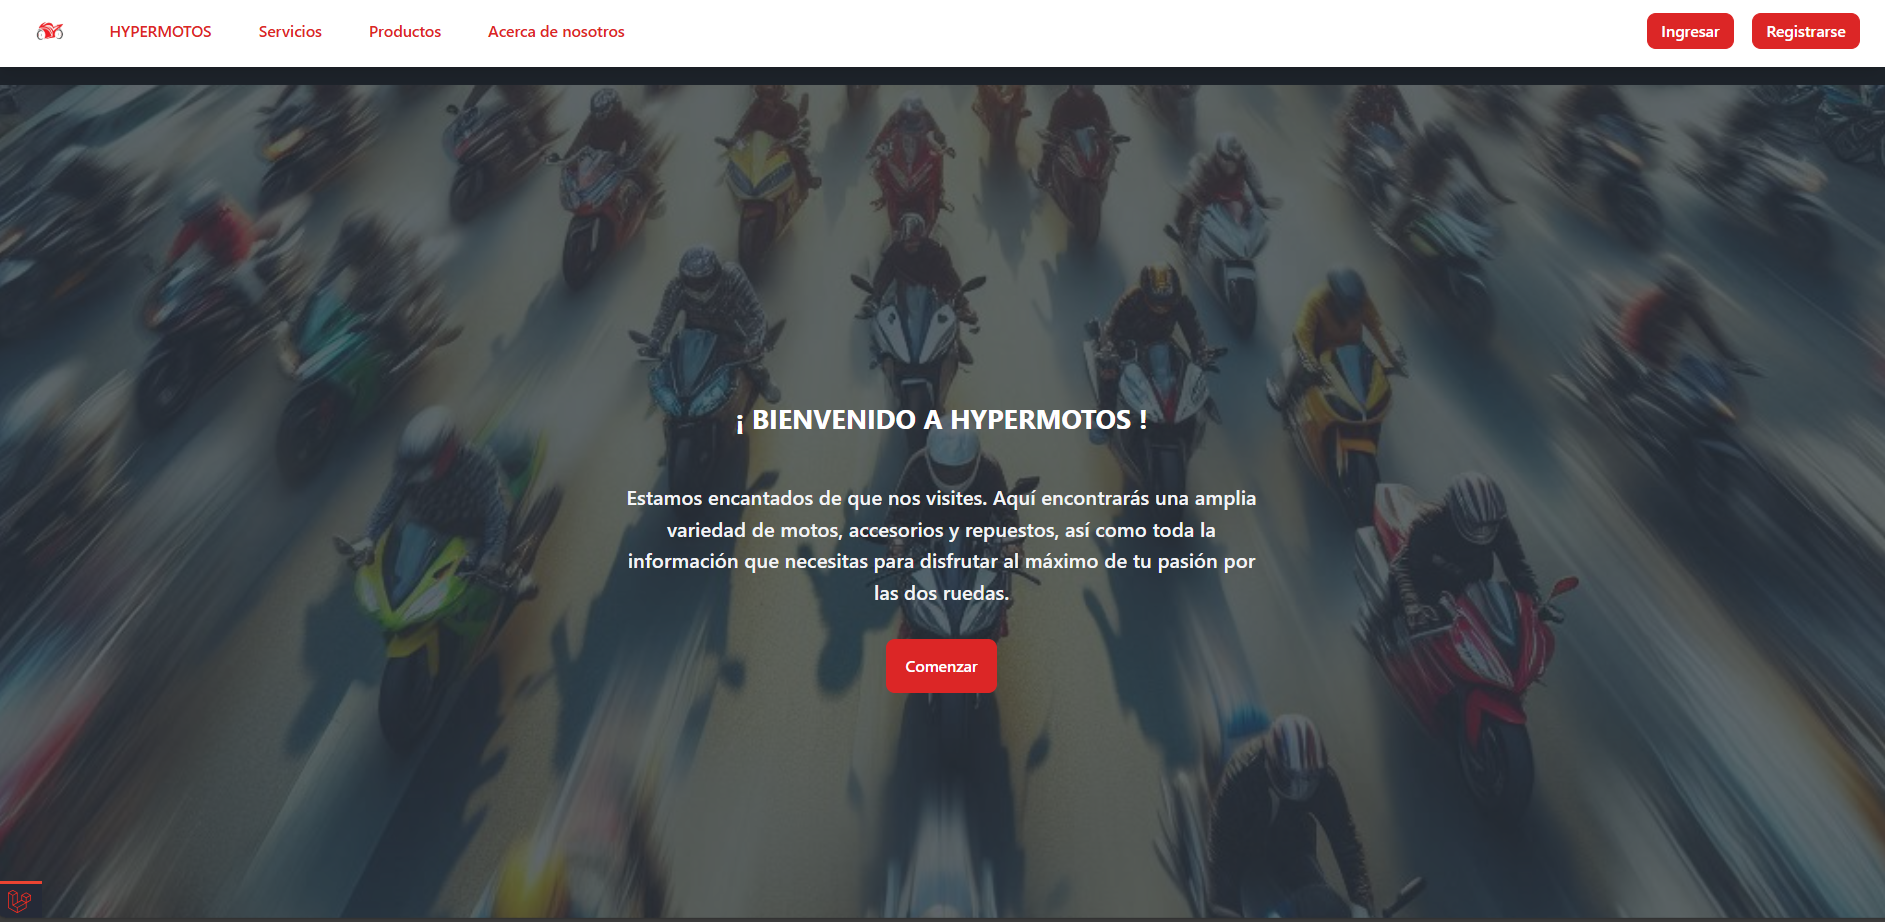 HYPERMOTOS
Servicios
Productos
Acerca de nosotros
Ingresar
Registrarse
¡ BIENVENIDO A HYPERMOTOS !
Estamos encantados de que nos visites. Aquí encontrarás una amplia
variedad de motos, accesorios y repuestos, así como toda la
información que necesitas para disfrutar al máximo de tu pasión por
las dos ruedas.
Comenzar